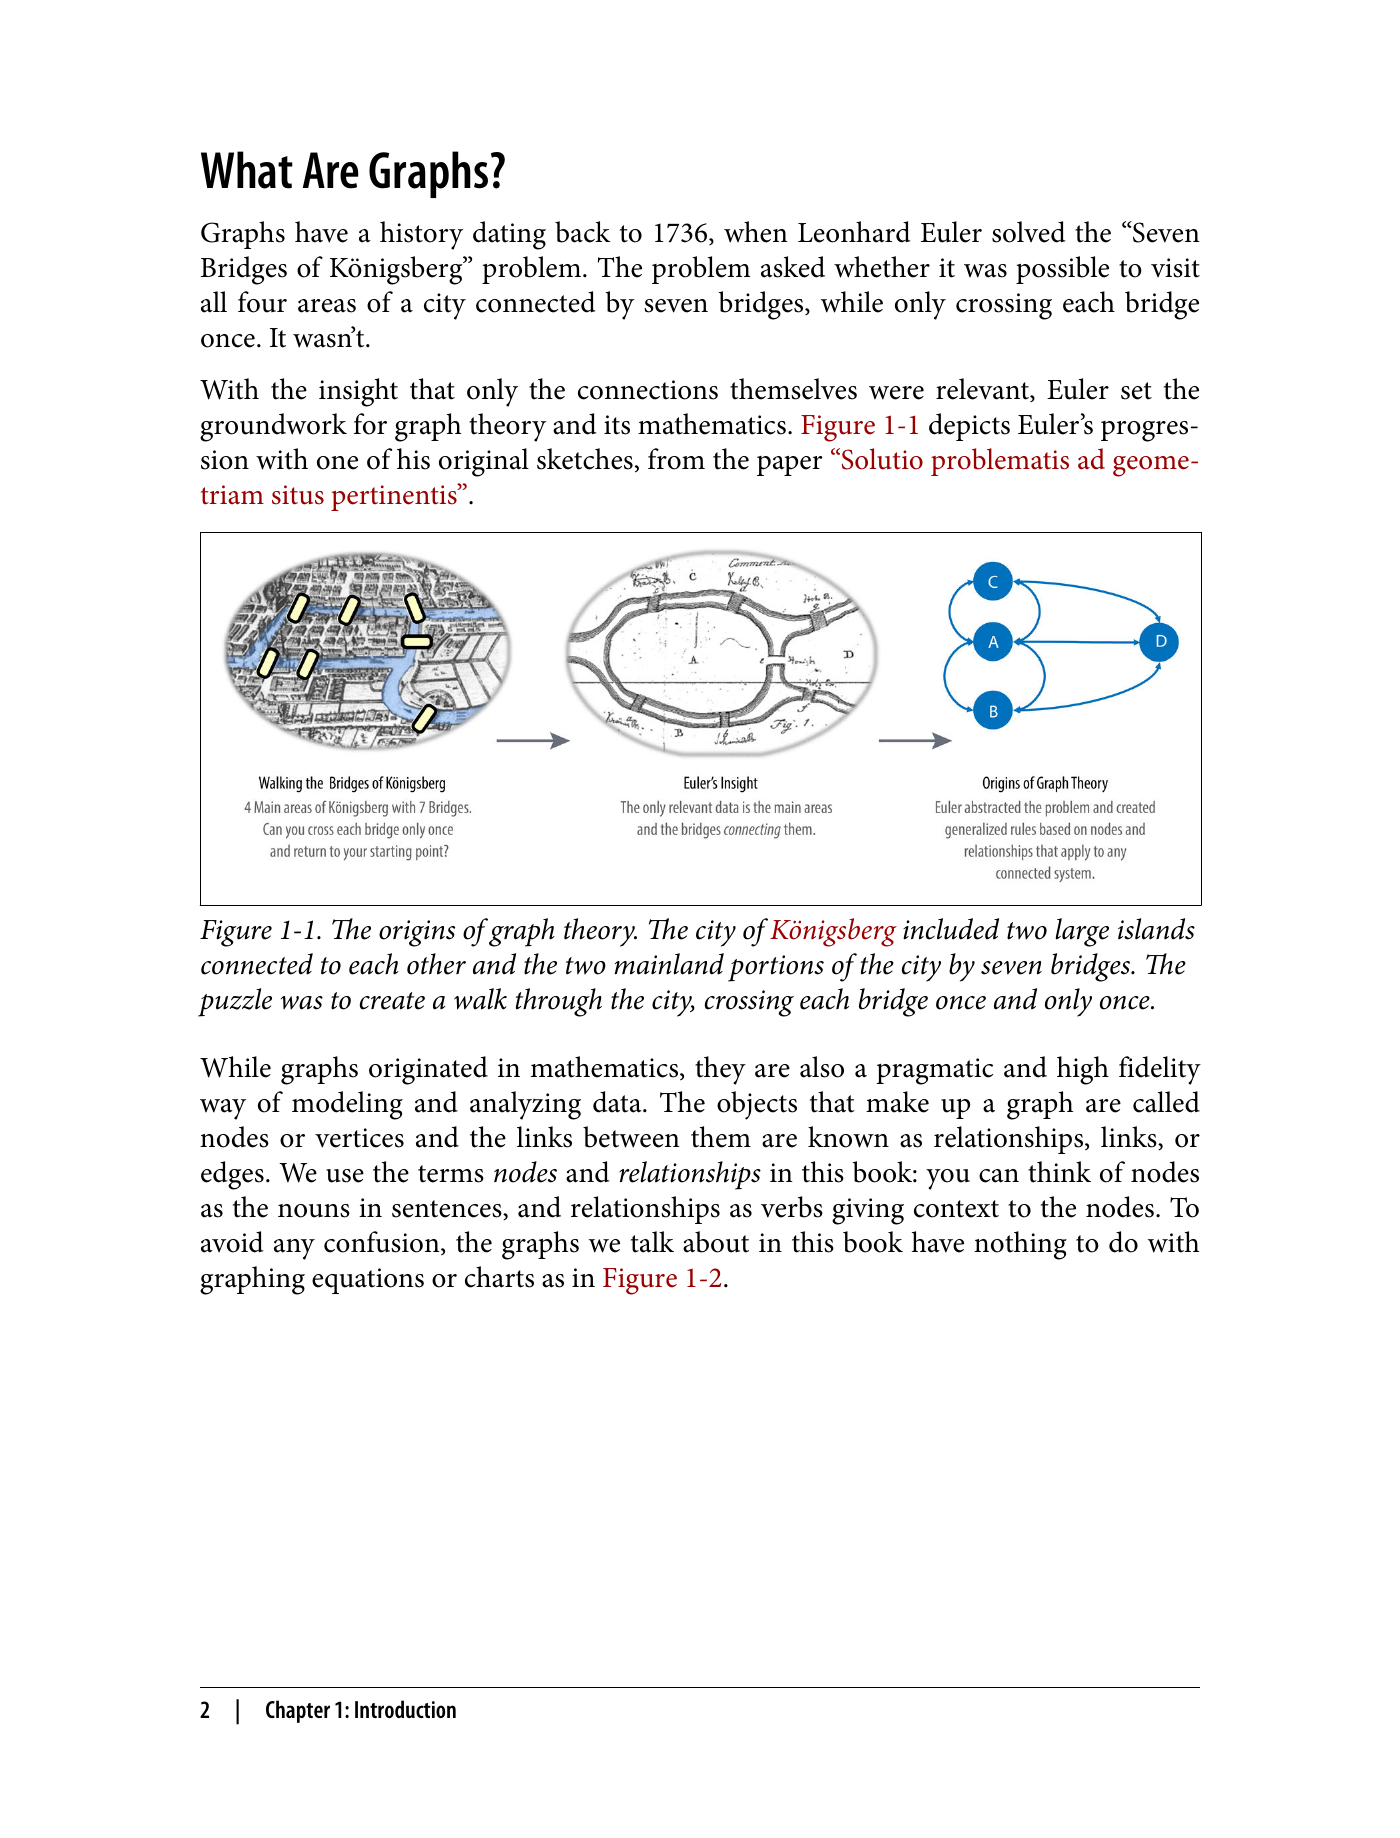 What Are Graphs?
Graphs have a history dating back to 1736, when Leonhard Euler solved the “Seven
Bridges of Königsberg” problem. The problem asked whether it was possible to visit
all four areas of a city connected by seven bridges, while only crossing each bridge
once. It wasn’t.
With the insight that only the connections themselves were relevant, Euler set the
groundwork for graph theory and its mathematics. Figure 1-1 depicts Euler’s progres-
sion with one of his original sketches, from the paper “Solutio problematis ad geome-
triam situs pertinentis”.
Comment
C
A
D
B
Fig. 1.
C
A
D
B
Walking the Bridges of Königsberg
4 Main areas of Königsberg with 7 Bridges.
Can you cross each bridge only once
and return to your starting point?
Euler’s Insight
The only relevant data is the main areas
and the bridges connecting them.
Origins of Graph Theory
Euler abstracted the problem and created
generalized rules based on nodes and
relationships that apply to any
connected system.
Figure 1-1. The origins of graph theory. The city of Königsberg included two large islands
connected to each other and the two mainland portions of the city by seven bridges. The
puzzle was to create a walk through the city, crossing each bridge once and only once.
While graphs originated in mathematics, they are also a pragmatic and high fidelity
way of modeling and analyzing data. The objects that make up a graph are called
nodes or vertices and the links between them are known as relationships, links, or
edges. We use the terms nodes and relationships in this book: you can think of nodes
as the nouns in sentences, and relationships as verbs giving context to the nodes. To
avoid any confusion, the graphs we talk about in this book have nothing to do with
graphing equations or charts as in Figure 1-2.
2 | Chapter 1: Introduction